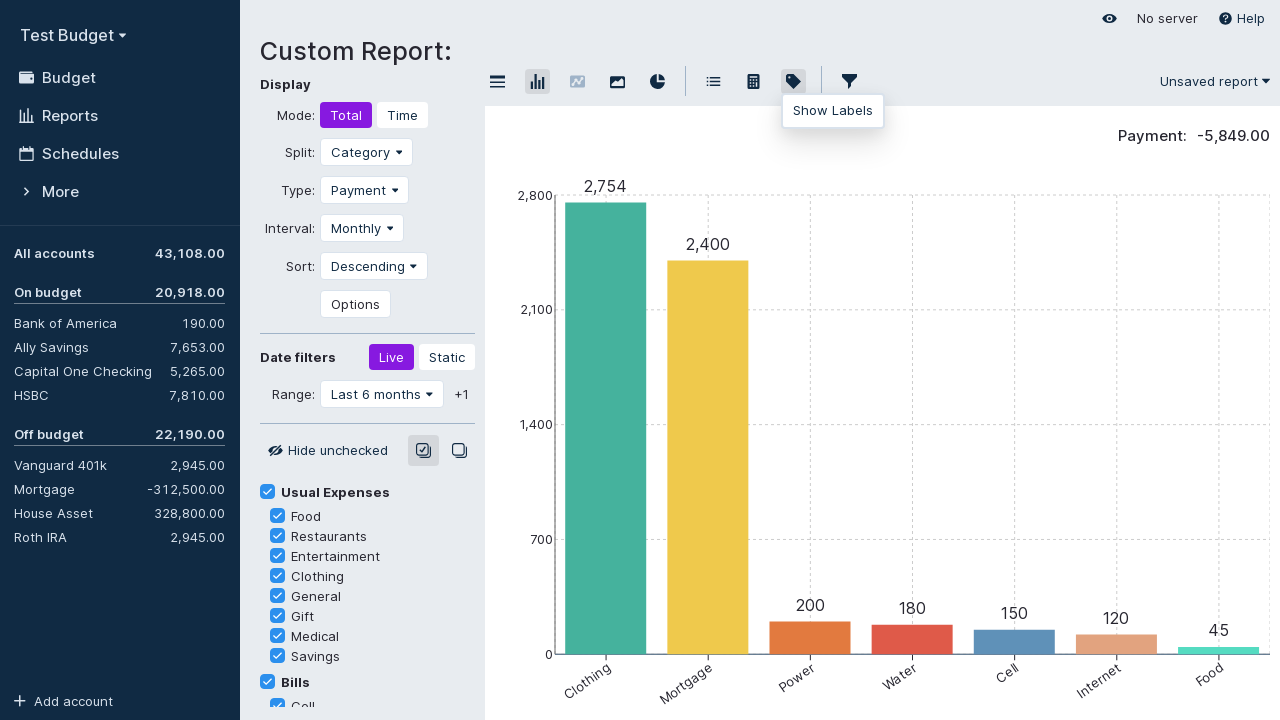 Test Budget
Budget
Reports
Schedules
More
All accounts 43,108.00
On budget 20,918.00
Bank of America 190.00
Ally Savings 7,653.00
Capital One Checking 5,265.00
HSBC 7,810.00
Off budget 22,190.00
Vanguard 401k 2,945.00
Mortgage -312,500.00
House Asset 328,800.00
Roth IRA 2,945.00
Add account
No server
Help
Custom Report:
Display
Mode: Total Time
Split: Category
Type: Payment
Interval: Monthly
Sort: Descending
Options
Date filters Live Static
Range: Last 6 months +1
Hide unchecked
Usual Expenses
Food
Restaurants
Entertainment
Clothing
General
Gift
Medical
Savings
Bills
Cell
Unsaved report
Show Labels
Payment: -5,849.00
2,800
2,100
1,400
700
0
2,754
2,400
200
180
150
120
45
Clothing
Mortgage
Power
Water
Cell
Internet
Food